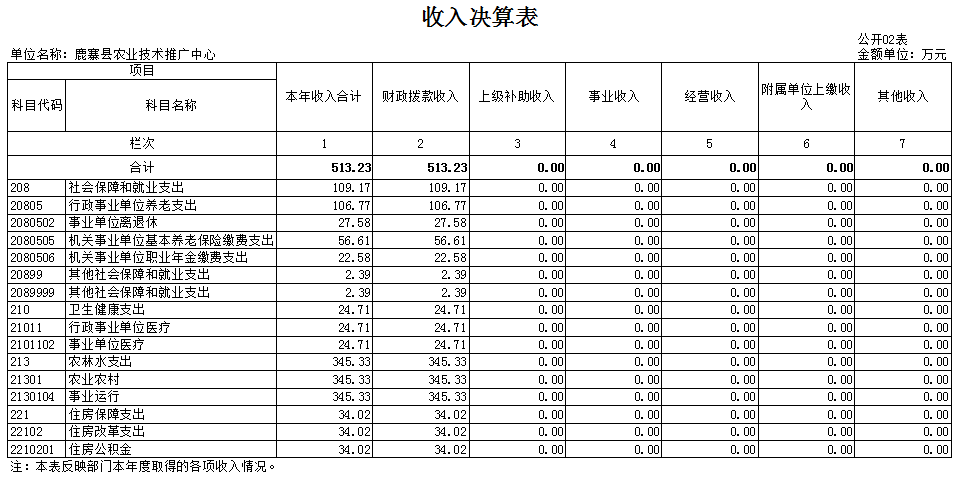 收入决算表
公开02表
单位名称：鹿寨县农业技术推广中心 金额单位：万元
项目 本年收入合计 财政拨款收入 上级补助收入 事业收入 经营收入 附属单位上缴收入 其他收入
科目代码 科目名称
栏次 1 2 3 4 5 6 7
合计 513.23 513.23 0.00 0.00 0.00 0.00 0.00
208 社会保障和就业支出 109.17 109.17 0.00 0.00 0.00 0.00 0.00
20805 行政事业单位养老支出 106.77 106.77 0.00 0.00 0.00 0.00 0.00
2080502 事业单位离退休 27.58 27.58 0.00 0.00 0.00 0.00 0.00
2080505 机关事业单位基本养老保险缴费支出 56.61 56.61 0.00 0.00 0.00 0.00 0.00
2080506 机关事业单位职业年金缴费支出 22.58 22.58 0.00 0.00 0.00 0.00 0.00
20899 其他社会保障和就业支出 2.39 2.39 0.00 0.00 0.00 0.00 0.00
2089999 其他社会保障和就业支出 2.39 2.39 0.00 0.00 0.00 0.00 0.00
210 卫生健康支出 24.71 24.71 0.00 0.00 0.00 0.00 0.00
21011 行政事业单位医疗 24.71 24.71 0.00 0.00 0.00 0.00 0.00
2101102 事业单位医疗 24.71 24.71 0.00 0.00 0.00 0.00 0.00
213 农林水支出 345.33 345.33 0.00 0.00 0.00 0.00 0.00
21301 农业农村 345.33 345.33 0.00 0.00 0.00 0.00 0.00
2130104 事业运行 345.33 345.33 0.00 0.00 0.00 0.00 0.00
221 住房保障支出 34.02 34.02 0.00 0.00 0.00 0.00 0.00
22102 住房改革支出 34.02 34.02 0.00 0.00 0.00 0.00 0.00
2210201 住房公积金 34.02 34.02 0.00 0.00 0.00 0.00 0.00
注：本表反映部门本年度取得的各项收入情况。